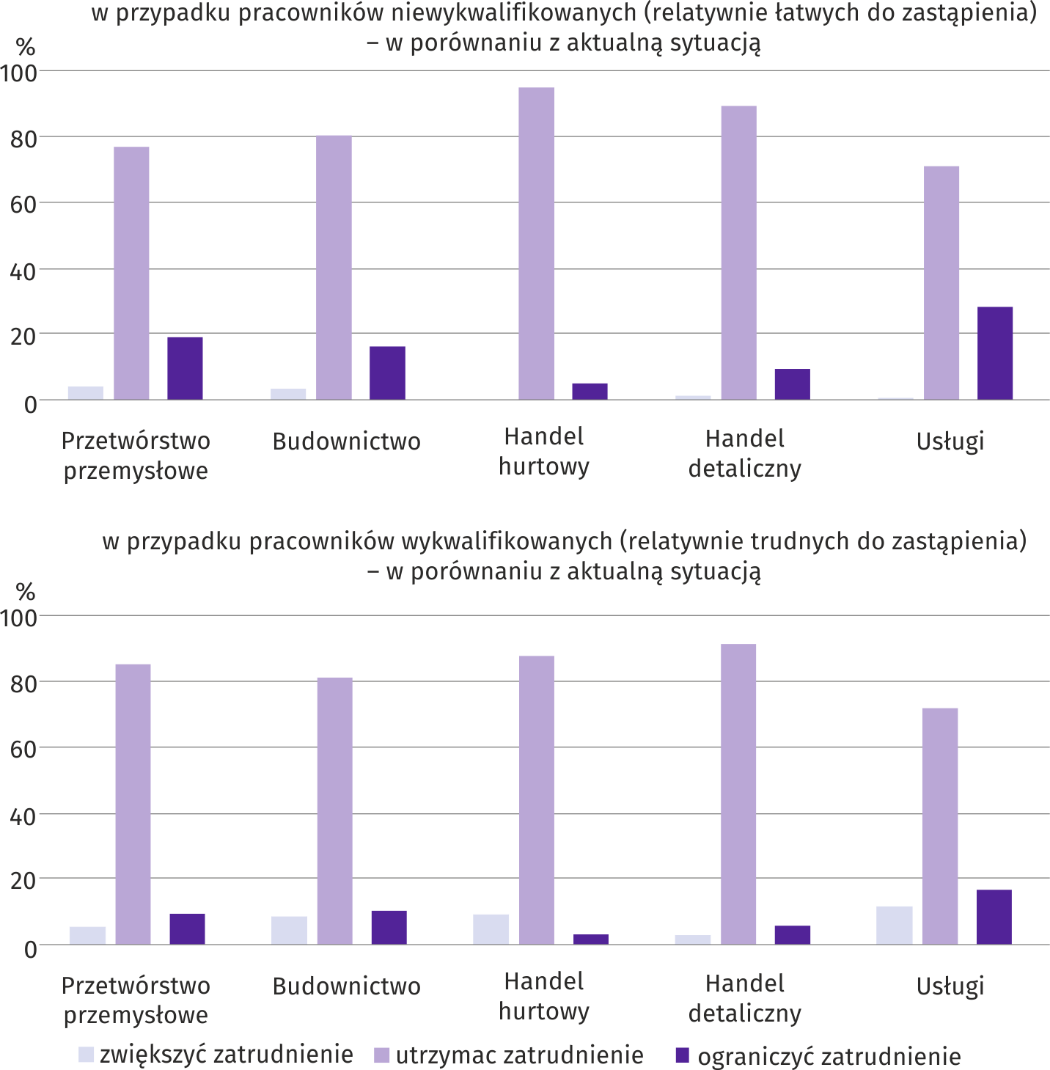 w przypadku pracowników niewykwalifikowanych (relatywnie łatwych do zastąpienia)
– w porównaniu z aktualną sytuacją
%
100
80
60
40
20
0
Przetwórstwo
przemysłowe
Budownictwo
Handel
hurtowy
Handel
detaliczny
Usługi
w przypadku pracowników wykwalifikowanych (relatywnie trudnych do zastąpienia)
– w porównaniu z aktualną sytuacją
%
100
80
60
40
20
0
Przetwórstwo
przemysłowe
Budownictwo
Handel
hurtowy
Handel
detaliczny
Usługi
zwiększyć zatrudnienie utrzymac zatrudnienie ograniczyć zatrudnienie